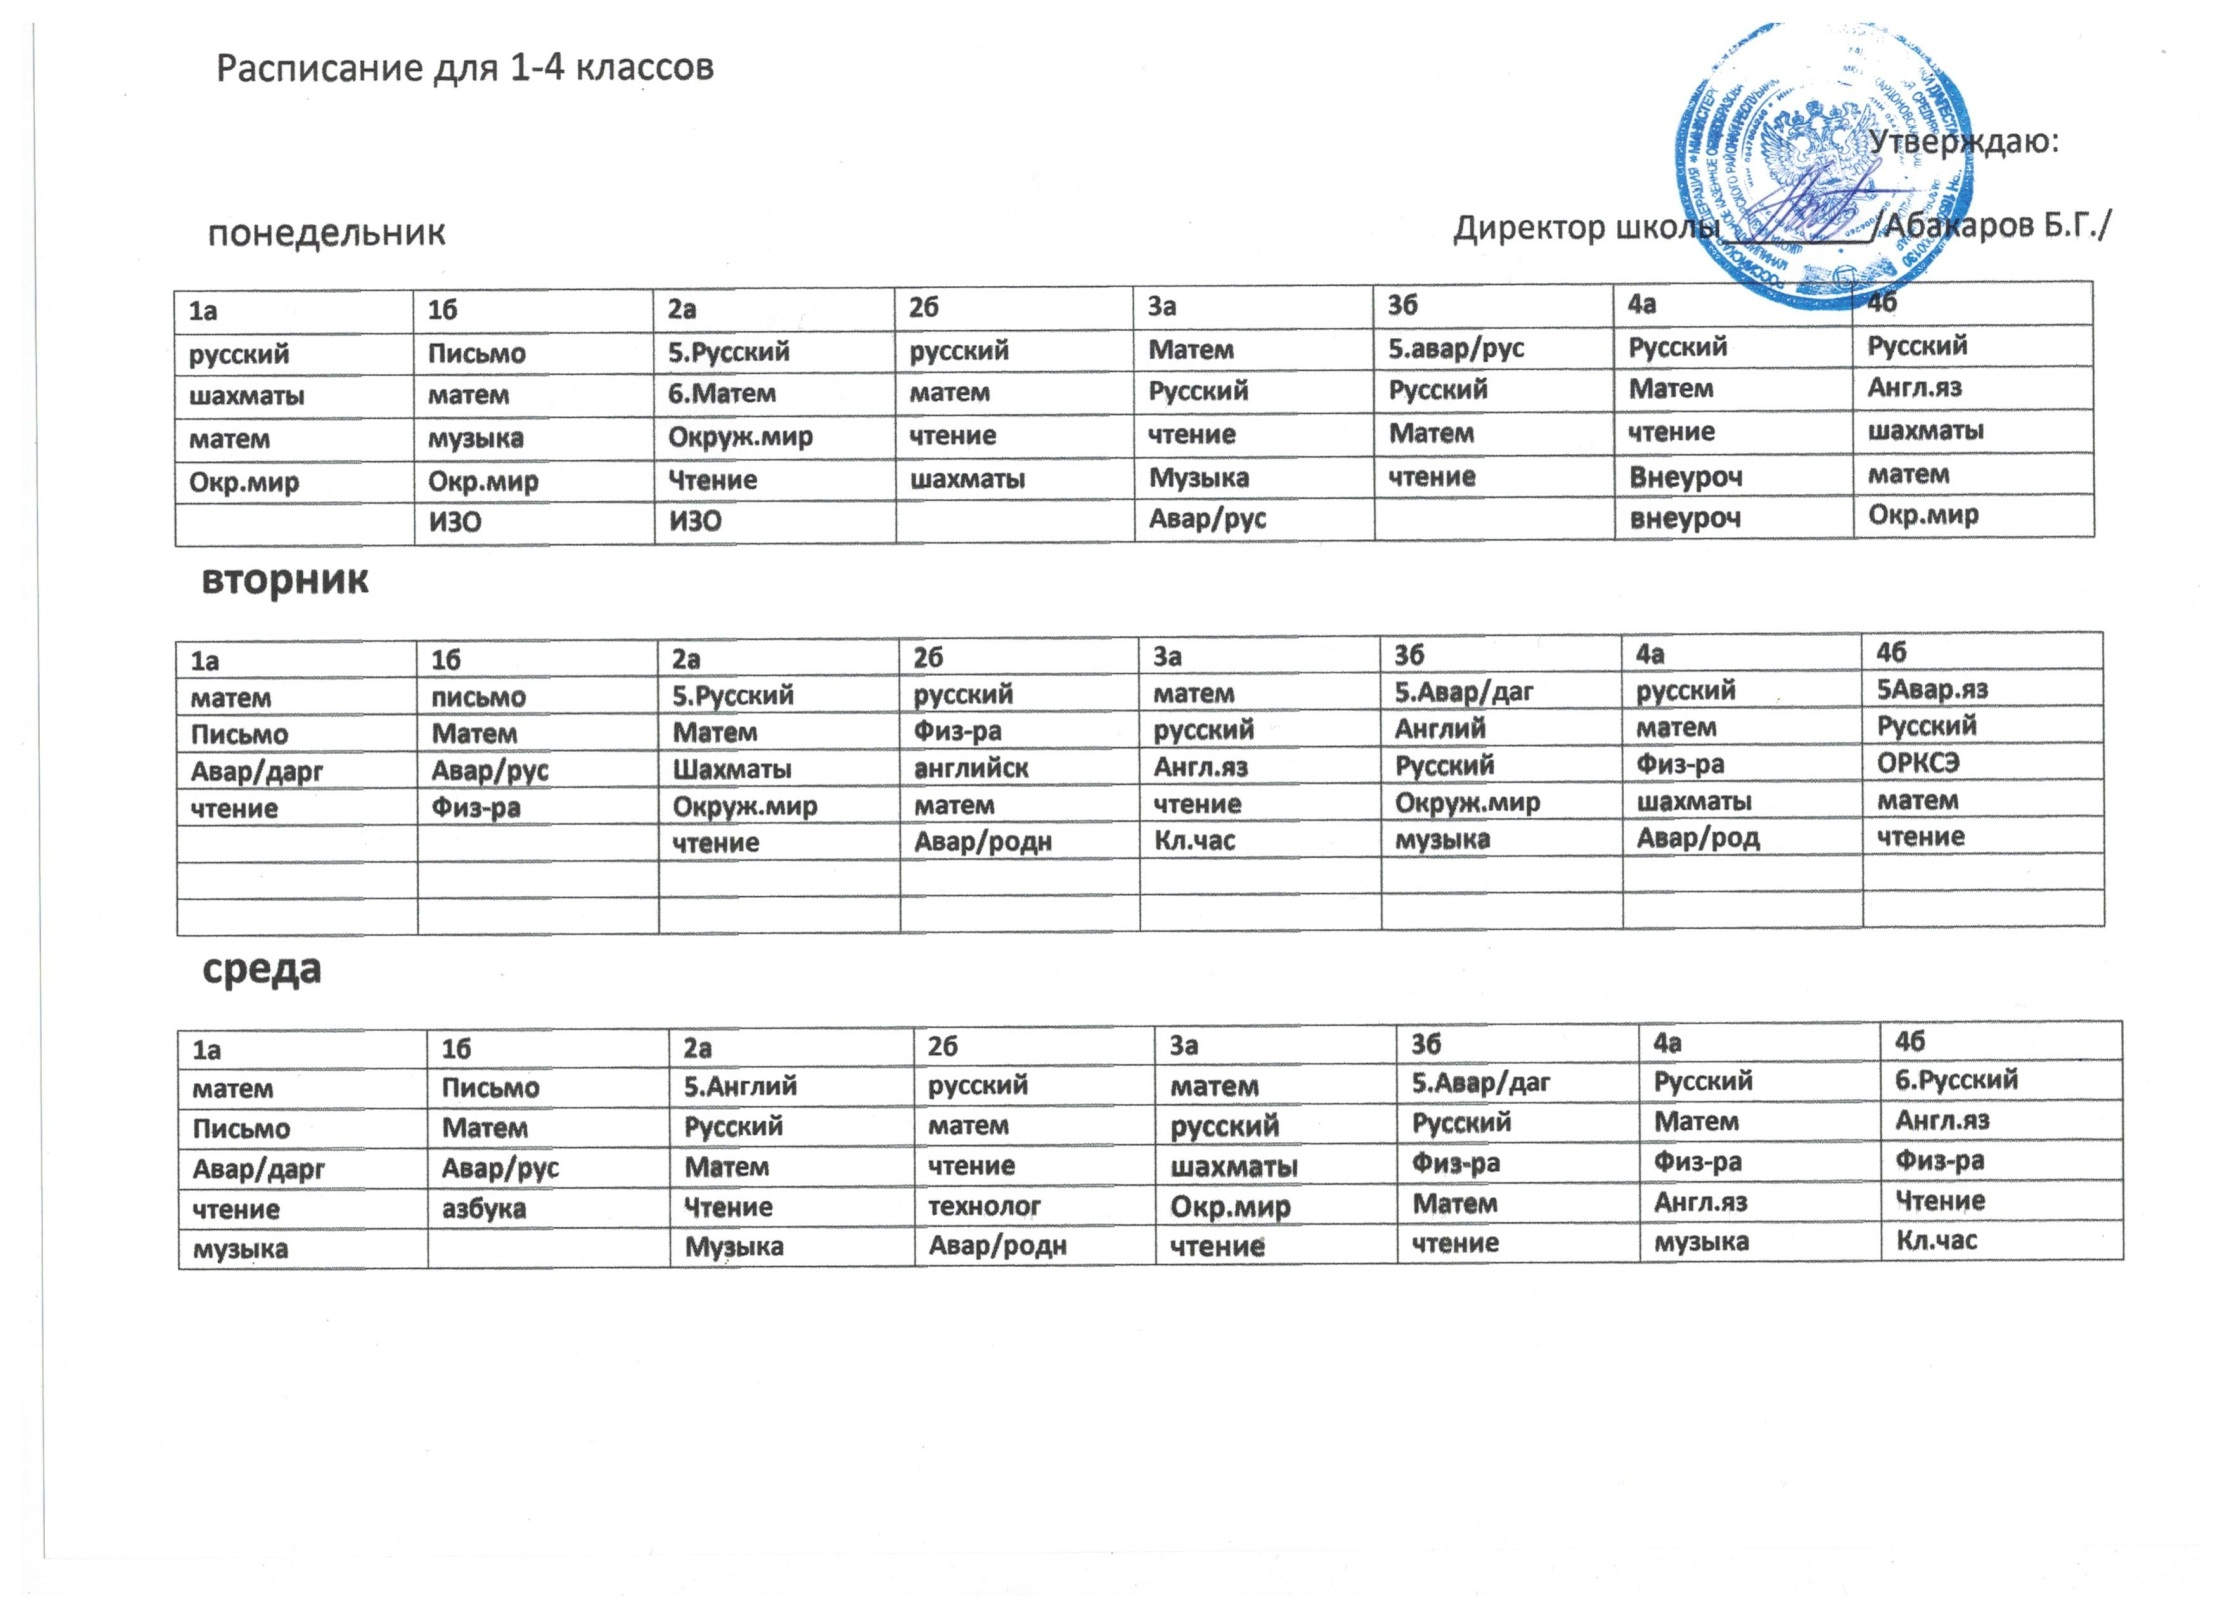 Расписание для 1-4 классов
Утверждаю:
понедельник
Директор школы________/Абакаров Б.Г./
1а 1б 2а 2б 3а 3б 4а 4б
русский Письмо 5.Русский русский Матем 5.авар/рус Русский Русский
шахматы матем 6.Матем матем Русский Русский Матем Англ.яз
матем музыка Окруж.мир чтение чтение Матем чтение шахматы
Окр.мир Окр.мир Чтение шахматы Музыка чтение Внеуроч матем
ИЗО ИЗО Авар/рус внеуроч Окр.мир
вторник
1а 1б 2а 2б 3а 3б 4а 4б
матем письмо 5.Русский русский матем 5.Авар/даг русский 5Авар.яз
Письмо Матем Матем Физ-ра русский Англий матем Русский
Авар/дарг Авар/рус Шахматы английск Англ.яз Русский Физ-ра ОРКСЭ
чтение Физ-ра Окруж.мир матем чтение Окруж.мир шахматы матем
чтение Авар/родн Кл.час музыка Авар/род чтение
среда
1а 1б 2а 2б 3а 3б 4а 4б
матем Письмо 5.Англий русский матем 5.Авар/даг Русский 6.Русский
Письмо Матем Русский матем русский Русский Матем Англ.яз
Авар/дарг Авар/рус Матем чтение шахматы Физ-ра Физ-ра Физ-ра
чтение азбука Чтение технолог Окр.мир Матем Англ.яз Чтение
музыка Музыка Авар/родн чтение чтение музыка Кл.час